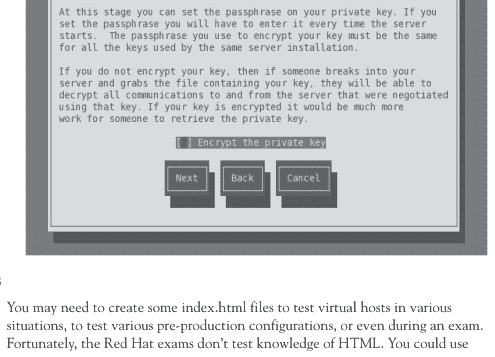 At this stage you can set the passphrase on your private key. If you
set the passphrase you will have to enter it every time the server
starts. The passphrase you use to encrypt your key must be the same
for all the keys used by the same server installation.
If you do not encrypt your key, then if someone breaks into your
server and grabs the file containing your key, they will be able to
decrypt all communications to and from the server that were negotiated
using that key. If your key is encrypted it would be much more
work for someone to retrieve the private key.
[ ] Encrypt the private key
Next Back Cancel
You may need to create some index.html files to test virtual hosts in various
situations, to test various pre-production configurations, or even during an exam.
Fortunately, the Red Hat exams don't test knowledge of HTML. You could use